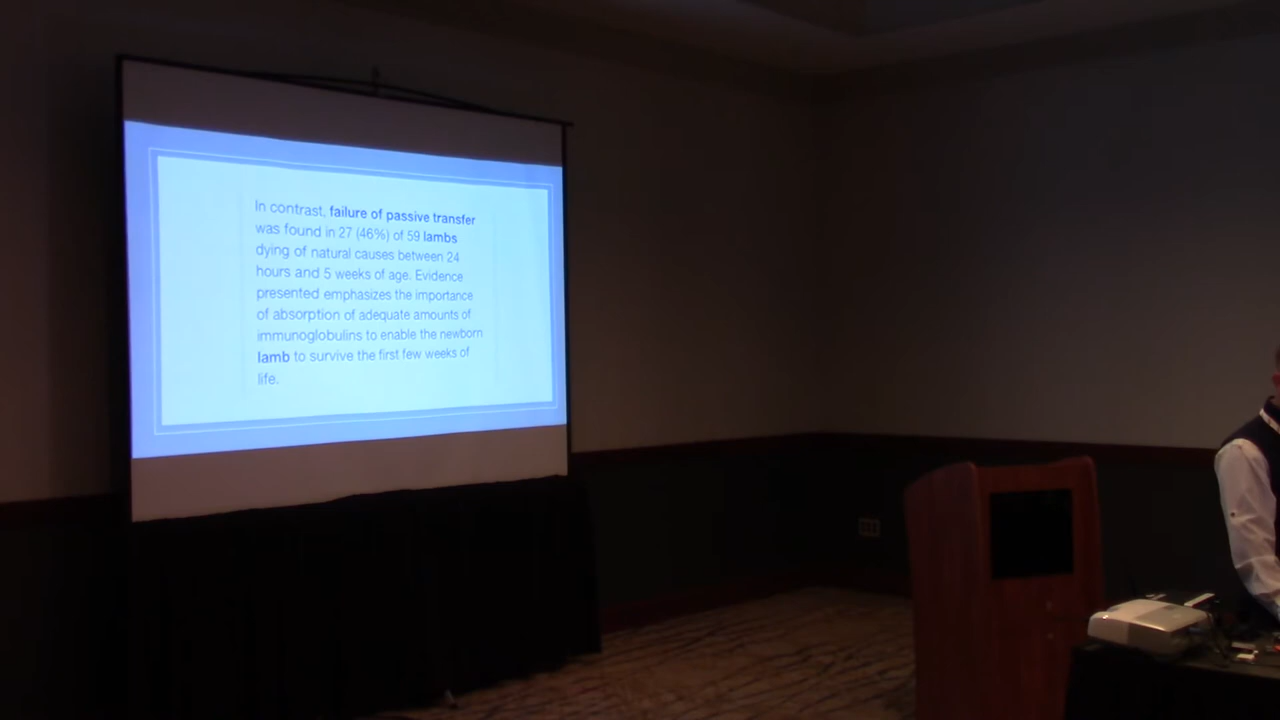 In contrast, failure of passive transfer
was found in 27 (46%) of 59 lambs
dying of natural causes between 24
hours and 5 weeks of age. Evidence
presented emphasizes the importance
of absorption of adequate amounts of
immunoglobulins to enable the newborn
lamb to survive the first few weeks of
life.